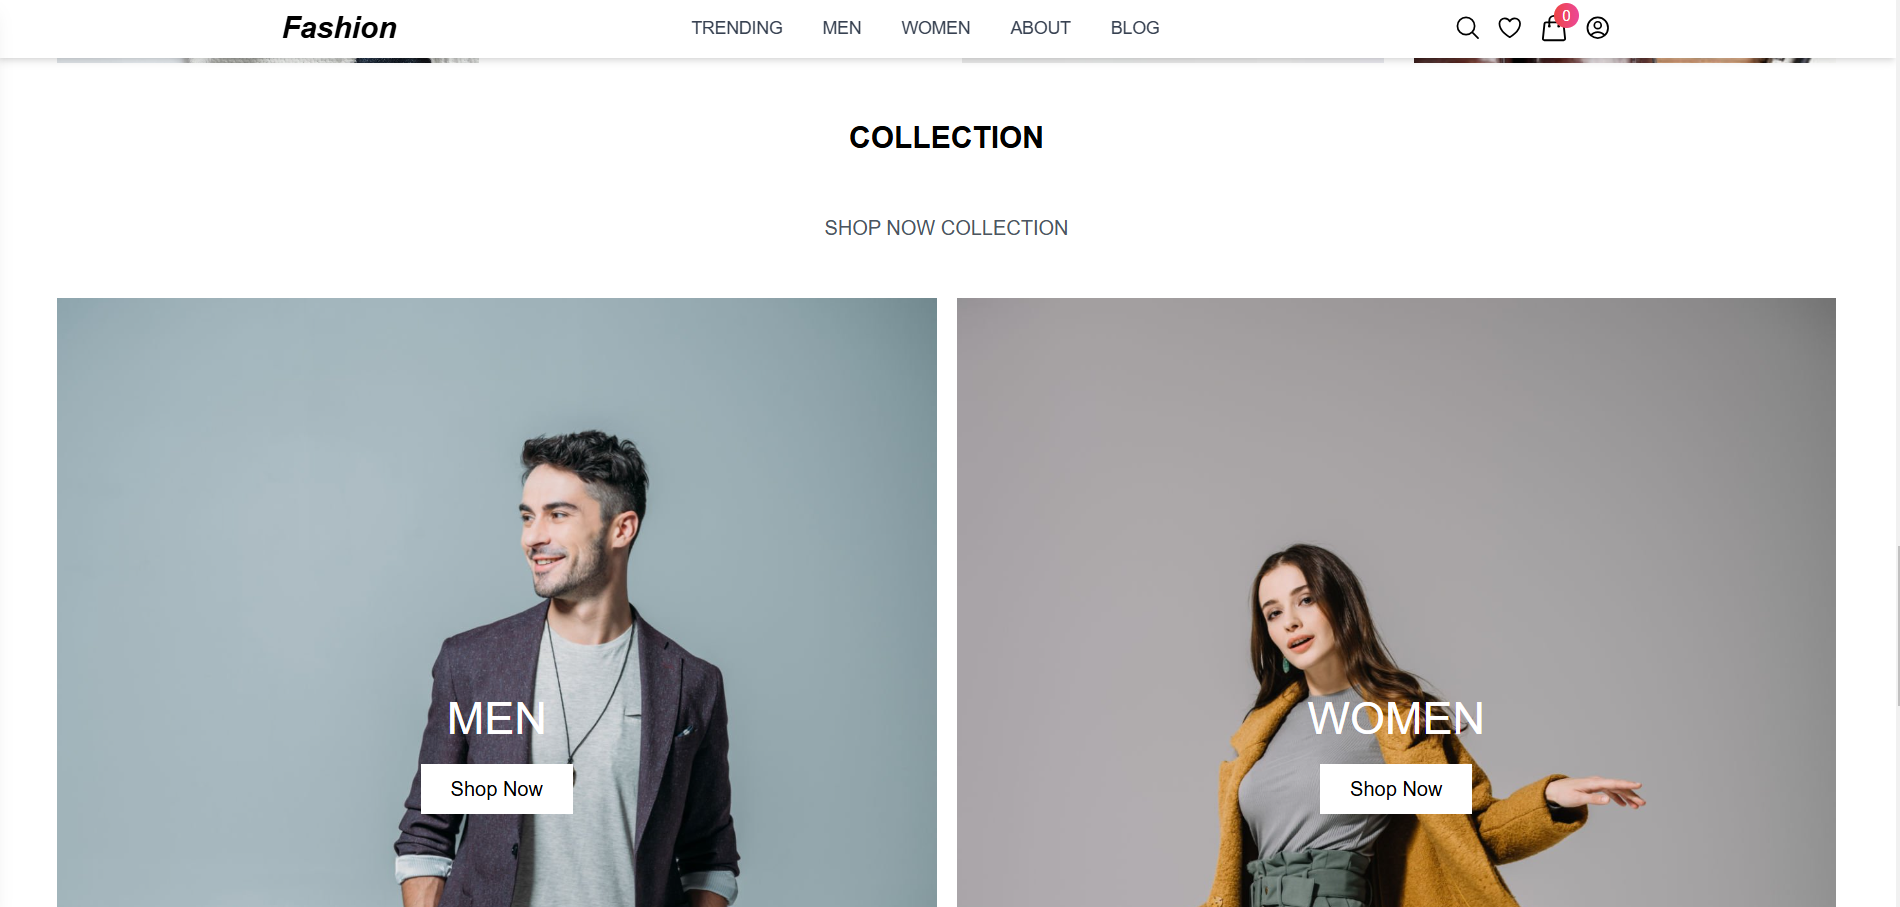 Fashion TRENDING MEN WOMEN ABOUT BLOG 0
COLLECTION
SHOP NOW COLLECTION
MEN
Shop Now
WOMEN
Shop Now